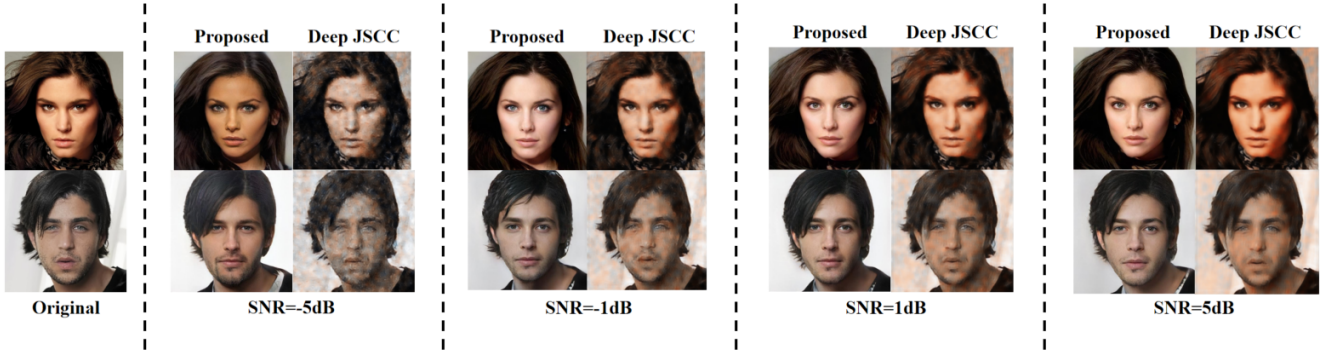 Proposed Deep JSCC
Proposed Deep JSCC
Proposed Deep JSCC
Proposed Deep JSCC
Original
SNR=-5dB
SNR=-1dB
SNR=1dB
SNR=5dB